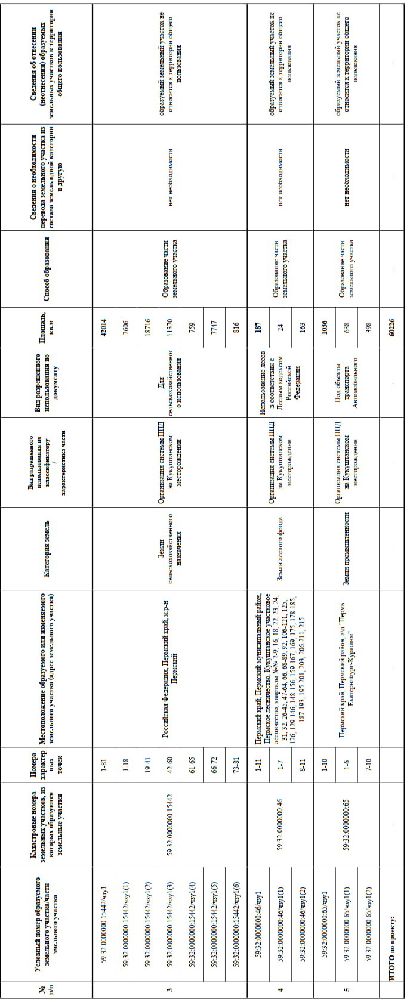 №
п/п
Условный номер образуемого
земельного участка/части
змельного участка
Кадастровые номера
земельных участков, из
которых образуются
земельные участки
Номера
характер
ных
точек
Местоположение образуемого или изменяемого
земельного участка (адрес земельного участка)
Категория земель
Вид разрешенного
использования по
классификатору
/
характеристика части
Вид разрешенного
использования по
документу
Площадь,
кв.м
Способ образования
Сведения о необходимости
перевода земельного участка из
состава земель одной категории
в другую
Сведения об отнесении
(неотнесении) образуемых
земельных участков к территории
общего пользования
3
59:32:0000000:15442/чзу1
1-81
42014
59:32:0000000:15442/чзу1(1)
1-18
2606
59:32:0000000:15442/чзу1(2)
19-41
18716
59:32:0000000:15442/чзу1(3)
42-60
11370
59:32:0000000:15442/чзу1(4)
61-65
759
59:32:0000000:15442/чзу1(5)
66-72
7747
59:32:0000000:15442/чзу1(6)
73-81
816
59:32:0000000:15442
Российская Федерация, Пермский край, м.р-н
Пермский
Земли
сельскохозяйственного
назначения
Организация системы ППД
на Кукуштанском
месторождении
Для
сельскохозяйственног
о использования
Образование части
земельного участка
нет необходимости
образуемый земельный участок не
относится к территории общего
пользования
4
59:32:0000000:46/чзу1
1-11
187
59:32:0000000:46/чзу1(1)
1-7
24
59:32:0000000:46/чзу1(2)
8-11
163
59:32:0000000:46
Пермский край, Пермский муниципальный район,
Пермское лесничество, Кукуштанское участковое
лесничество, кварталы №№ 2-9, 16, 18, 22, 23, 24,
31, 32, 26-45, 47-64, 66, 68-89, 92, 106-121, 125,
126, 129-146, 148-156, 159-167, 169, 175, 178-185,
187-193, 195-201, 203, 206-211, 215
Земли лесного фонда
Организация системы ППД
на Кукуштанском
месторождении
Использование лесов
в соответствии с
Лесным кодексом
Российской
Федерации
Образование части
земельного участка
нет необходимости
образуемый земельный участок не
относится к территории общего
пользования
5
59:32:0000000:65/чзу1
1-10
1036
59:32:0000000:65/чзу1(1)
1-6
638
59:32:0000000:65/чзу1(2)
7-10
398
59:32:0000000:65
Пермский край, Пермский район, а\д "Пермь-
Екатеринбург-Курашим"
Земли промышленности
Организация системы ППД
на Кукуштанском
месторождении
Под объекты
транспорта
Автомобильного
Образование части
земельного участка
нет необходимости
образуемый земельный участок не
относится к территории общего
пользования
ИТОГО по проекту: - - - - - - 60226 - - -